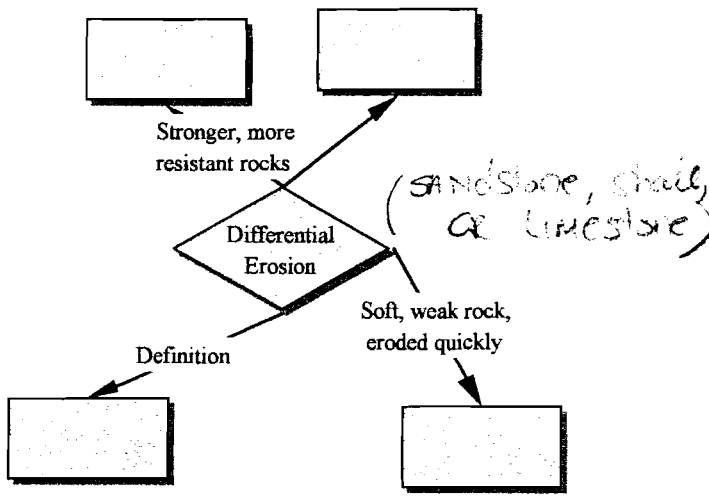 Stronger, more
resistant rocks
(SANdstone, shale,
OR LIMEstone)
Differential
Erosion
Soft, weak rock,
eroded quickly
Definition